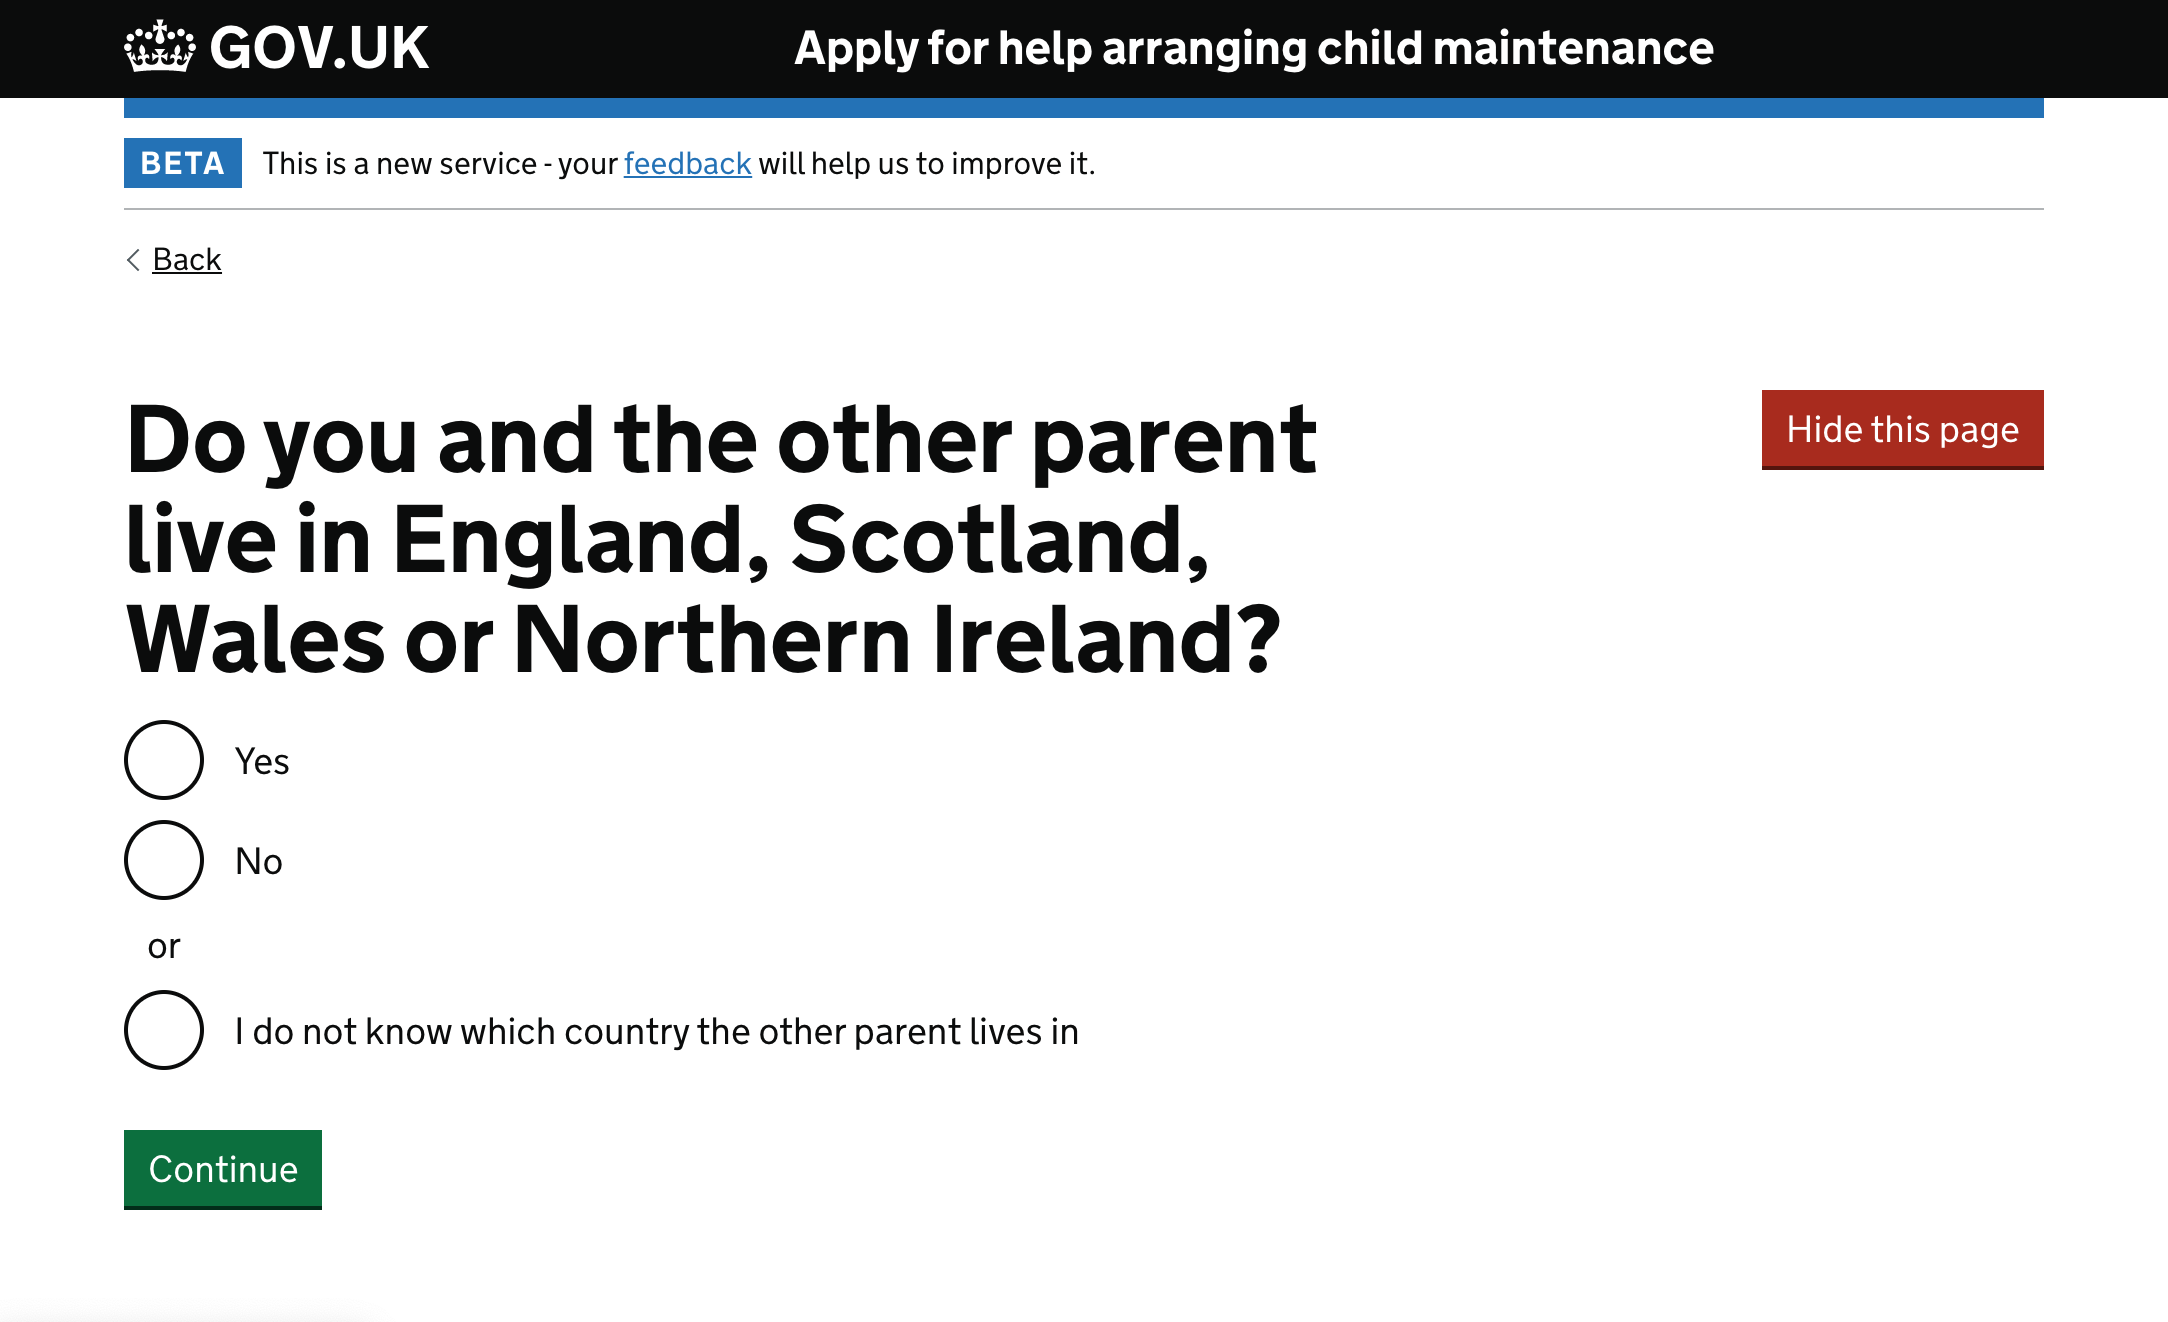 GOV.UK
Apply for help arranging child maintenance
BETA
This is a new service - your feedback will help us to improve it.
Back
Do you and the other parent
live in England, Scotland,
Wales or Northern Ireland?
Hide this page
Yes
No
or
I do not know which country the other parent lives in
Continue